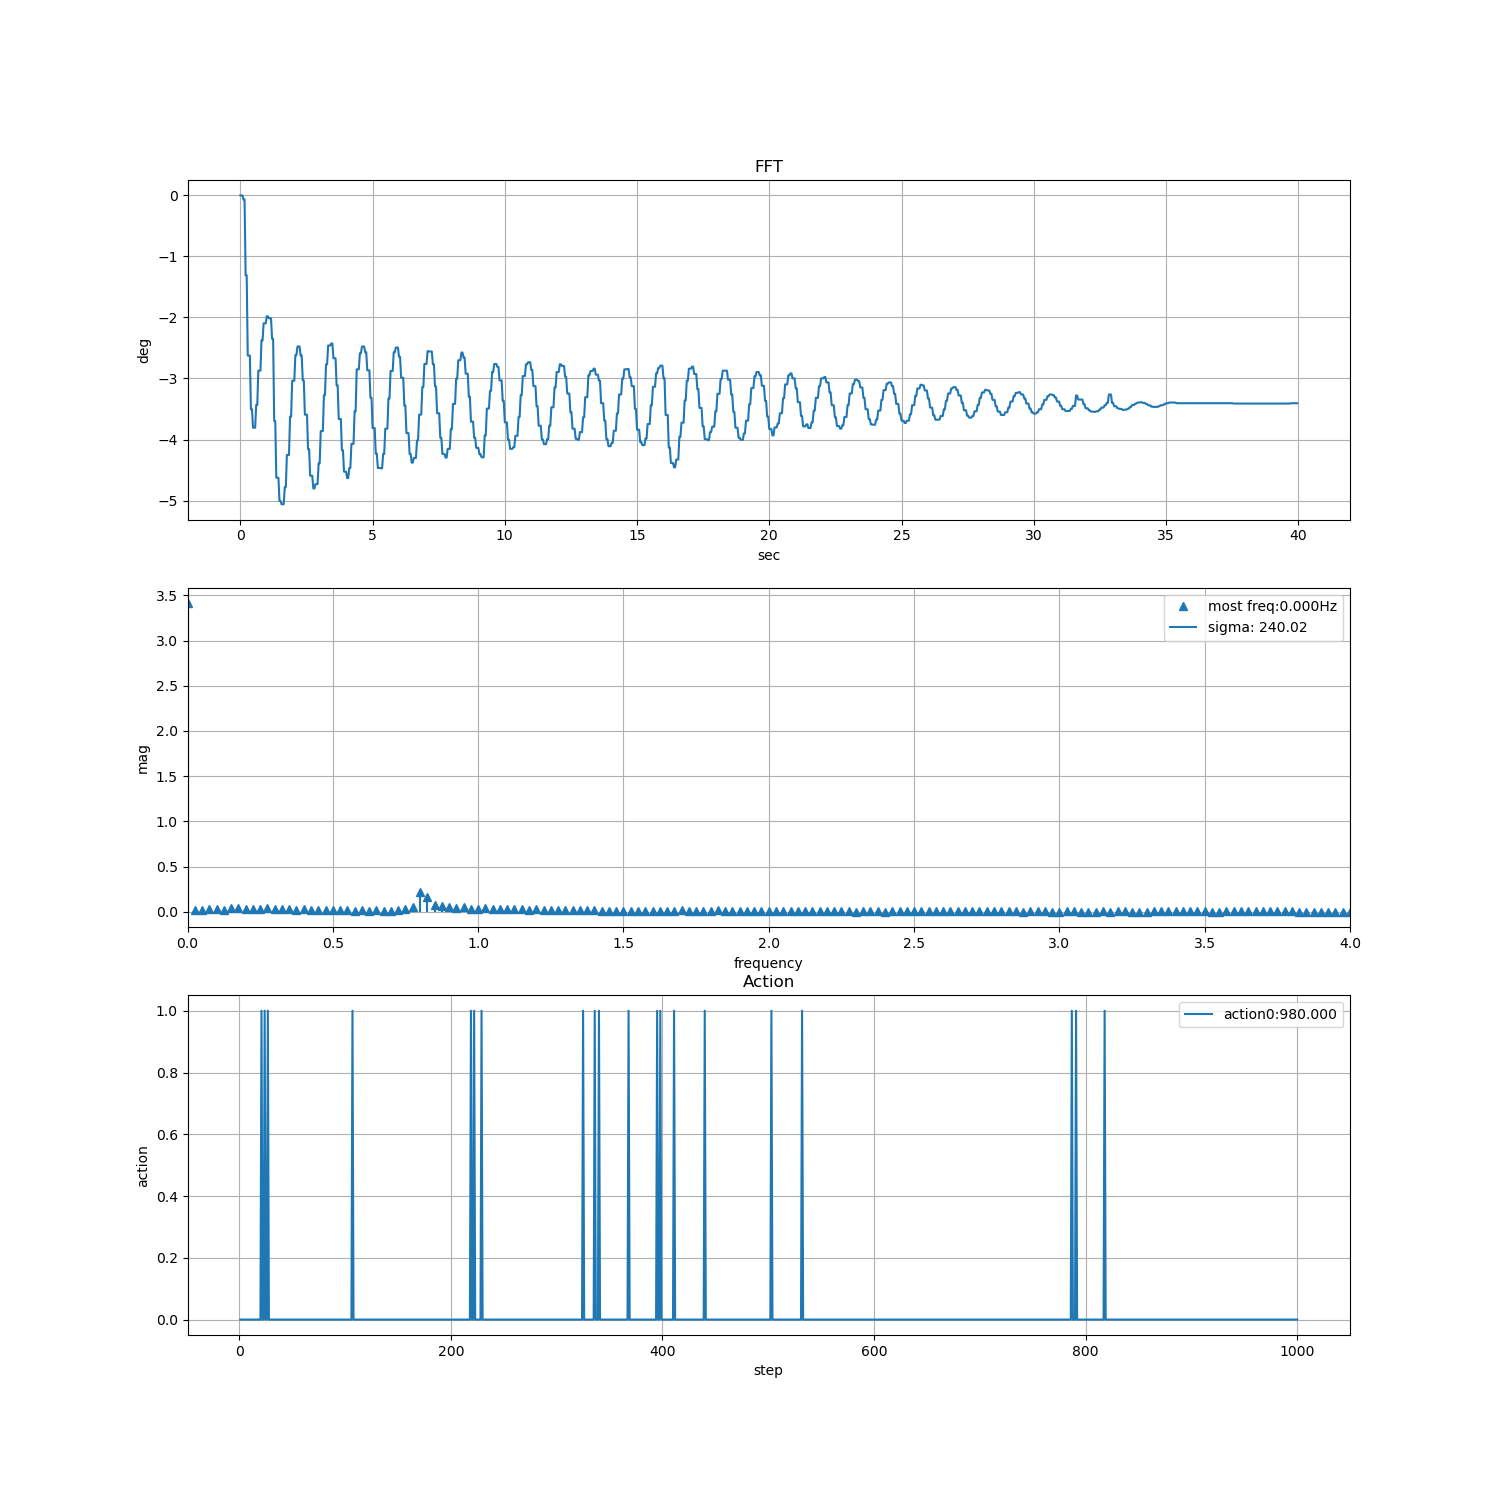 FFT
0
−1
−2
−3
−4
−5
deg
0 5 10 15 20 25 30 35 40
sec
3.5
3.0
2.5
2.0
1.5
1.0
0.5
0.0
mag
most freq:0.000Hz
sigma: 240.02
0.0 0.5 1.0 1.5 2.0 2.5 3.0 3.5 4.0
frequency
Action
1.0
0.8
0.6
0.4
0.2
0.0
action
action0:980.000
0 200 400 600 800 1000
step